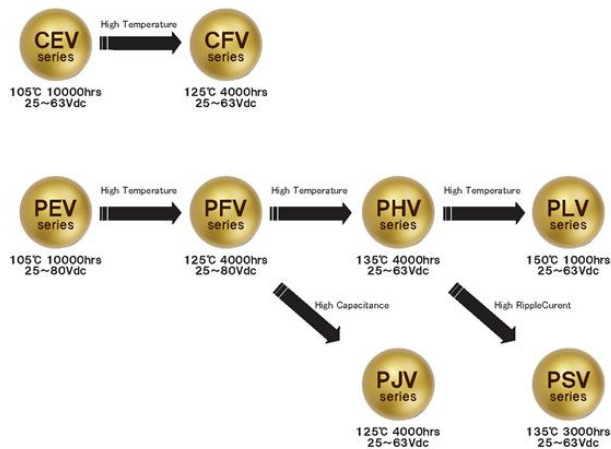 High Temperature
CEV
series
CFV
series
105℃ 10000hrs
25～63Vdc
125℃ 4000hrs
25～63Vdc
High Temperature
High Temperature
High Temperature
PEV
series
PFV
series
PHV
series
PLV
series
105℃ 10000hrs
25～80Vdc
125℃ 4000hrs
25～80Vdc
135℃ 4000hrs
25～63Vdc
150℃ 1000hrs
25～63Vdc
High Capacitance
High RippleCurent
PJV
series
PSV
series
125℃ 4000hrs
25～63Vdc
135℃ 3000hrs
25～63Vdc